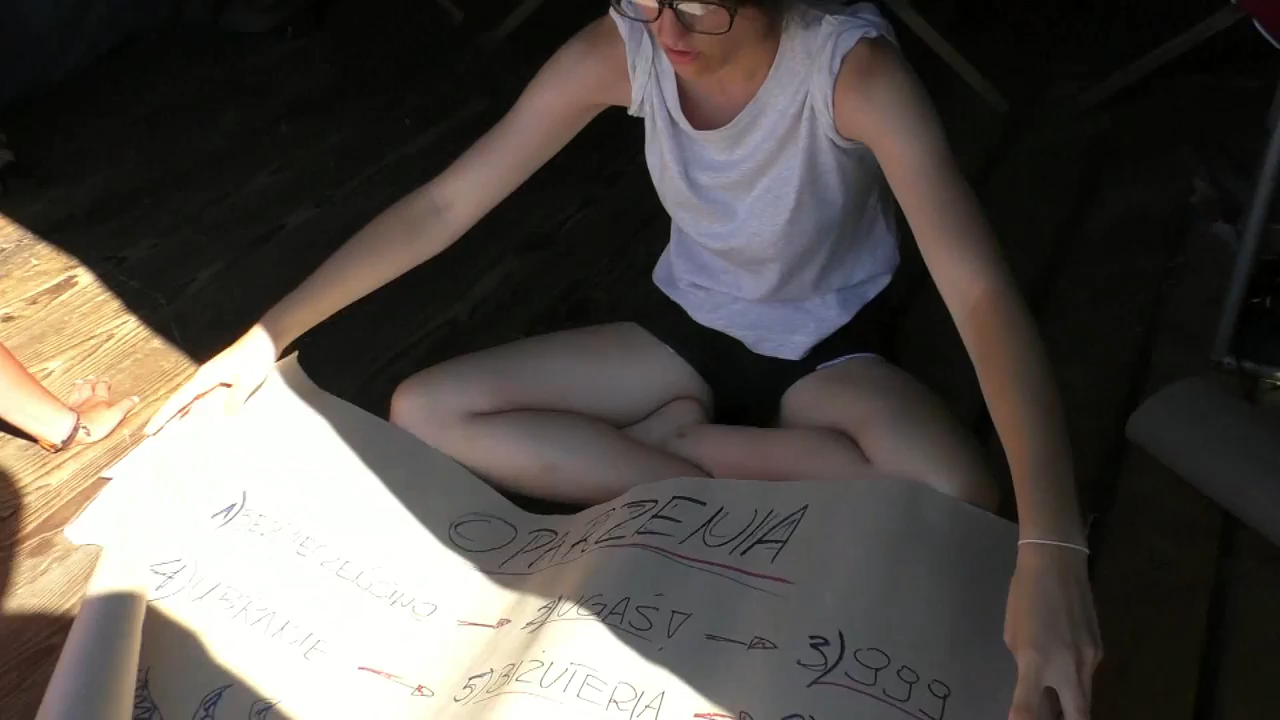 OPARZENIA
1) BEZPIECZEŃSTWO → 2) UGAŚ! → 3) 999
4) UBRANIE → 5) BIŻUTERIA →